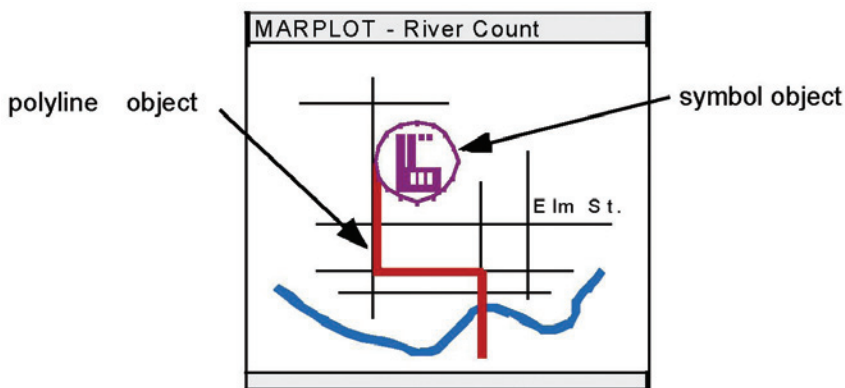 MARPLOT - River Count
polyline object
symbol object
Elm St.